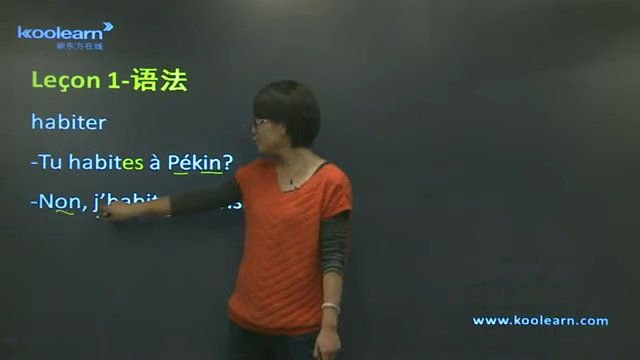 koolearn
新东方在线
Leçon 1-语法
habiter
-Tu habites à Pékin?
-Non, j'habit
www.koolearn.com